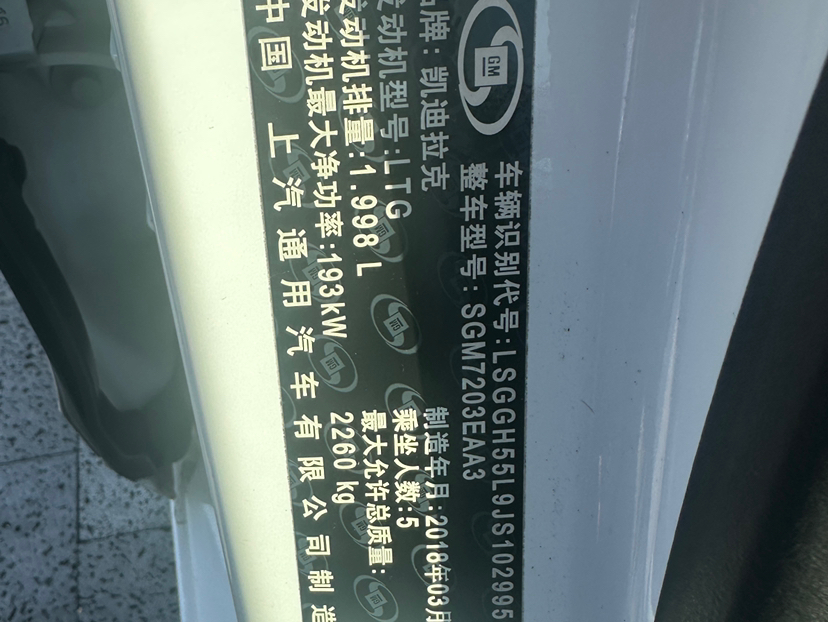 GM
车辆识别代号:LSGGH55L9JS102995
整车型号:SGM7203EAA3
品牌:凯迪拉克
制造年月:2018年03月
发动机型号:LTG
乘坐人数:5
发动机排量:1.998L
最大允许总质量:
2260 kg
发动机最大净功率:193kW
中国 上汽通用汽车有限公司制造